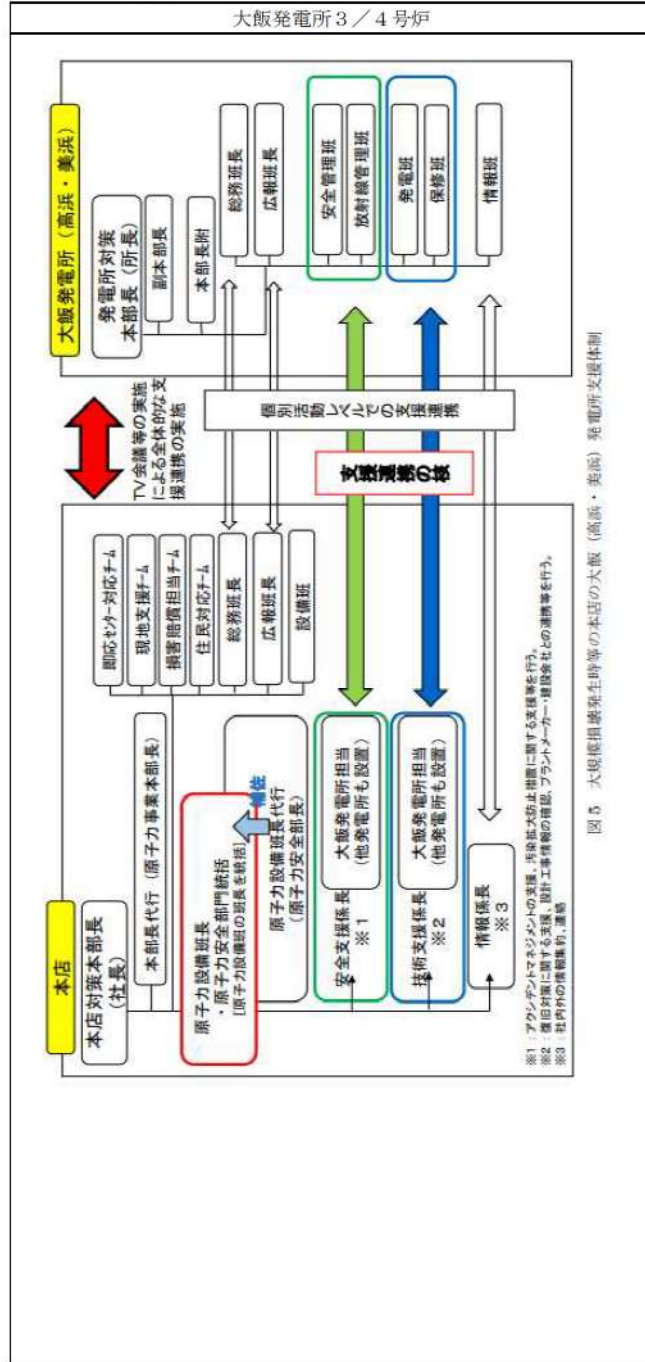 大飯発電所3／4号炉
本店
本店対策本部長
(社長)
本部長代行(原子力事業本部長)
即応センター対応チーム
現地支援チーム
損害賠償担当チーム
住民対応チーム
総務班長
広報班長
設備班
原子力設備班長
・原子力安全部門統括
[原子力設備班の班長を統括]
補佐
原子力設備班長代行
(原子力安全部長)
安全支援係長
※1
大飯発電所担当
(他発電所も設置)
技術支援係長
※2
大飯発電所担当
(他発電所も設置)
情報係長
※3
※1:アクシデントマネジメントの支援、汚染拡大防止措置に関する支援等を行う。
※2:復旧対策に関する支援、設計工事情報の確認、プラントメーカー・建設会社との連携等を行う。
※3:社内外の情報集約、連絡
TV会議等の実施
による全体的な支
援連携の実施
個別活動レベルでの支援連携
支援連携の核
大飯発電所(高浜・美浜)
発電所対策
本部長(所長)
副本部長
本部長附
総務班長
広報班長
安全管理班
放射線管理班
発電班
保修班
情報班
図5 大規模損壊発生時等の本店の大飯(高浜・美浜)発電所支援体制